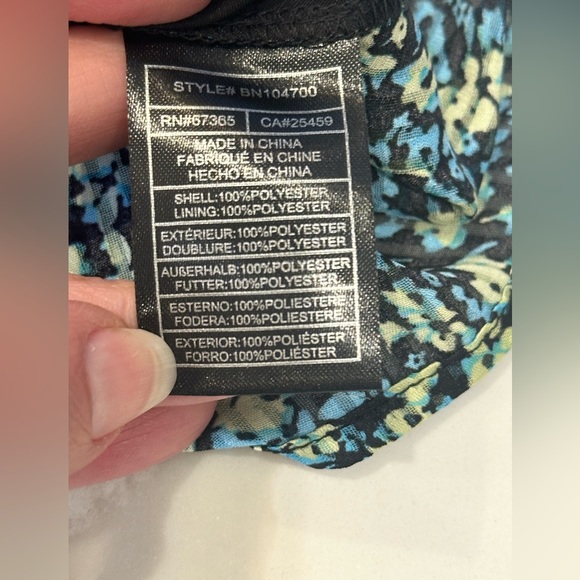 STYLE# BN104700
RN#67365 CA#25459
MADE IN CHINA
FABRIQUÉ EN CHINE
HECHO EN CHINA
SHELL:100%POLYESTER
LINING:100%POLYESTER
EXTÉRIEUR:100%POLYESTER
DOUBLURE:100%POLYESTER
AUßERHALB:100%POLYESTER
FUTTER:100%POLYESTER
ESTERNO:100%POLIESTERE
FODERA:100%POLIESTERE
EXTERIOR:100%POLIÉSTER
FORRO:100%POLIÉSTER